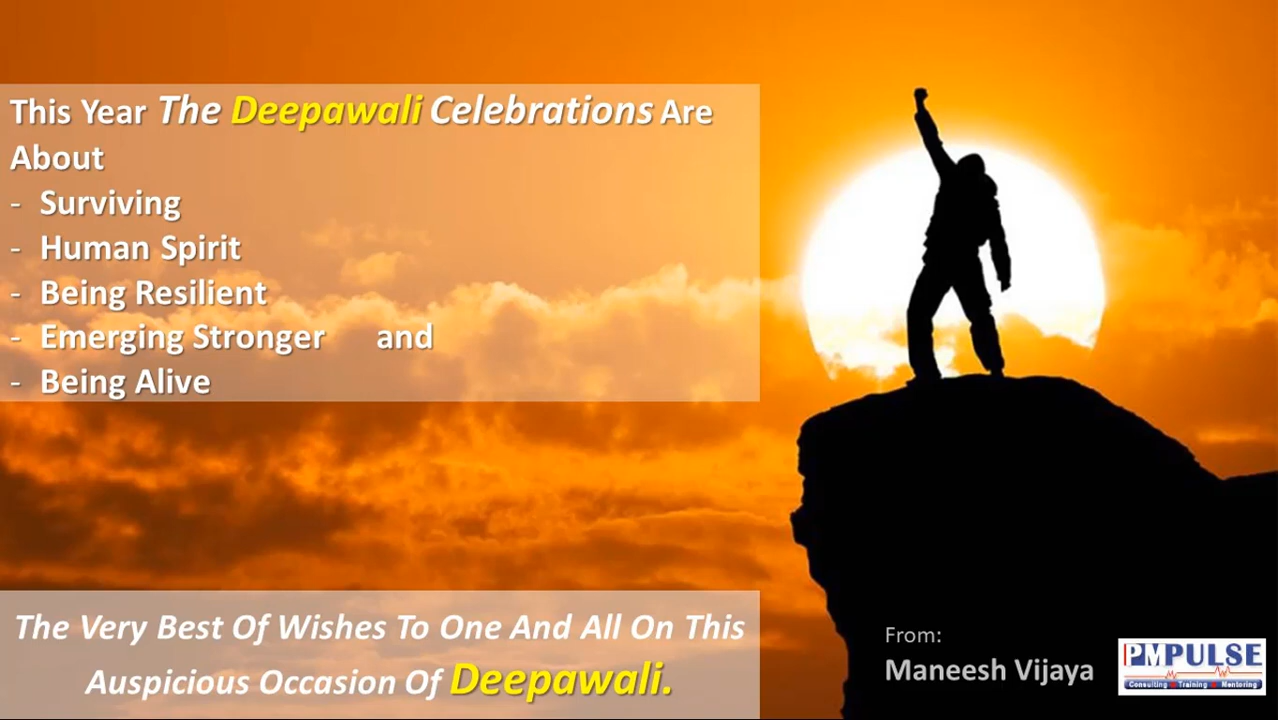 This Year The Deepawali Celebrations Are
About
- Surviving
- Human Spirit
- Being Resilient
- Emerging Stronger and
- Being Alive
The Very Best Of Wishes To One And All On This
Auspicious Occasion Of Deepawali.
From:
Maneesh Vijaya
PMPULSE
Consulting Training Mentoring